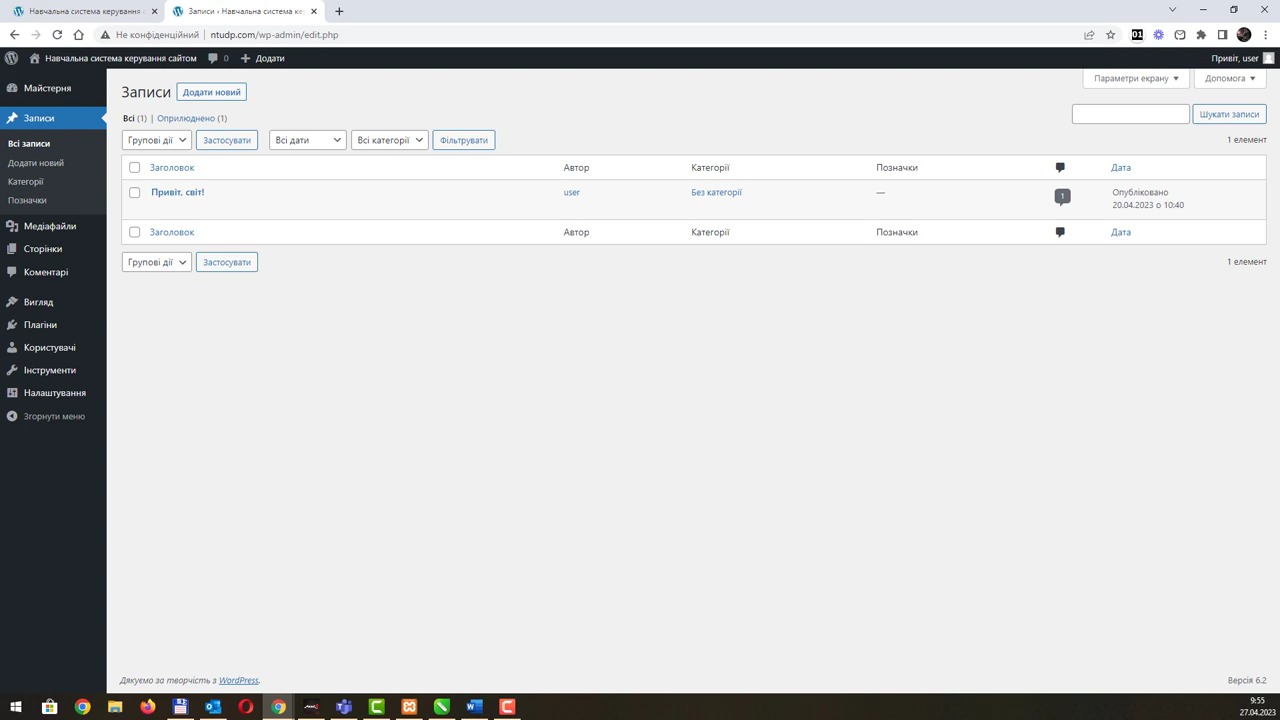 Навчальна система керування с
Записи ‹ Навчальна система кер
Не конфіденційний
ntudp.com/wp-admin/edit.php
01
Навчальна система керування сайтом
0
Додати
Привіт, user
Майстерня
Записи
Всі записи
Додати новий
Категорії
Позначки
Медіафайли
Сторінки
Коментарі
Вигляд
Плагіни
Користувачі
Інструменти
Налаштування
Згорнути меню
Параметри екрану
Допомога
Записи Додати новий
Всі (1) | Оприлюднено (1)
Шукати записи
Групові дії Застосувати Всі дати Всі категорії Фільтрувати
1 елемент
Заголовок Автор Категорії Позначки Дата
Привіт, світ! user Без категорії — 1 Опубліковано
20.04.2023 о 10:40
Заголовок Автор Категорії Позначки Дата
Групові дії Застосувати
1 елемент
Дякуємо за творчість з WordPress.
Версія 6.2
9:55
27.04.2023